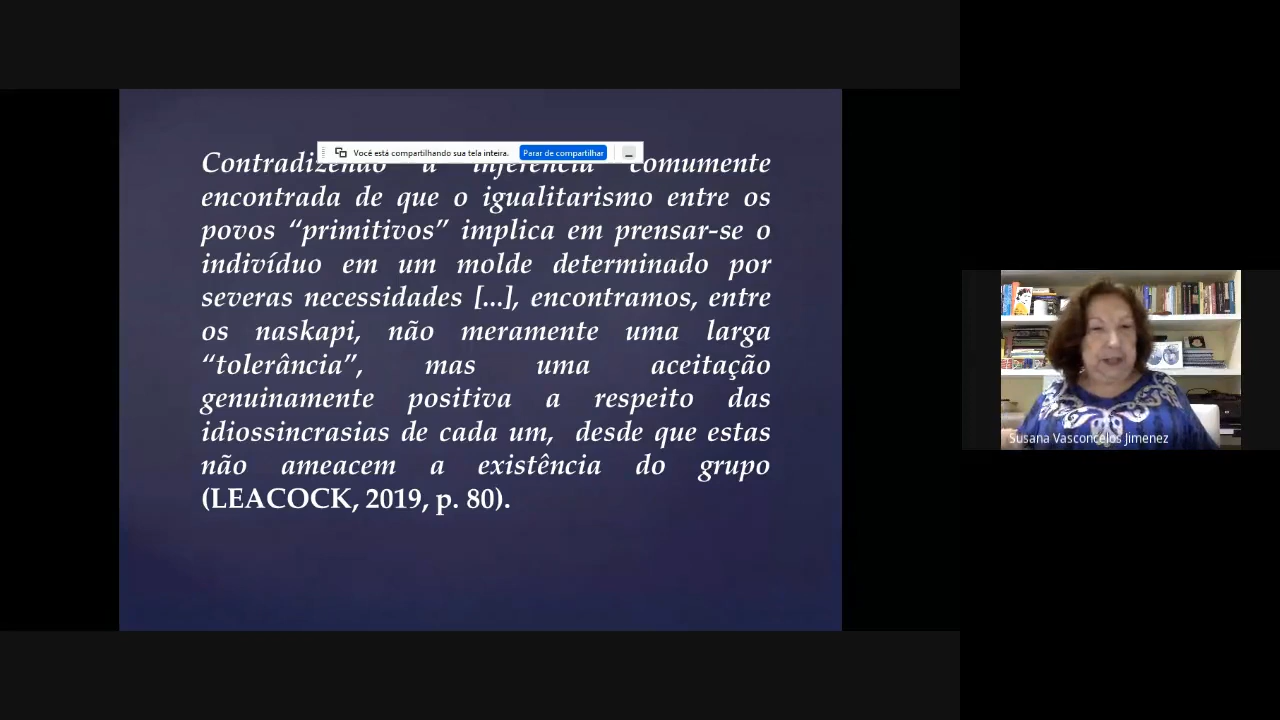 Você está compartilhando sua tela inteira. Parar de compartilhar
Contradizendo a inferência comumente
encontrada de que o igualitarismo entre os
povos “primitivos” implica em prensar-se o
indivíduo em um molde determinado por
severas necessidades [...], encontramos, entre
os naskapi, não meramente uma larga
“tolerância”, mas uma aceitação
genuinamente positiva a respeito das
idiossincrasias de cada um, desde que estas
não ameacem a existência do grupo
(LEACOCK, 2019, p. 80).
Susana Vasconcelos Jimenez